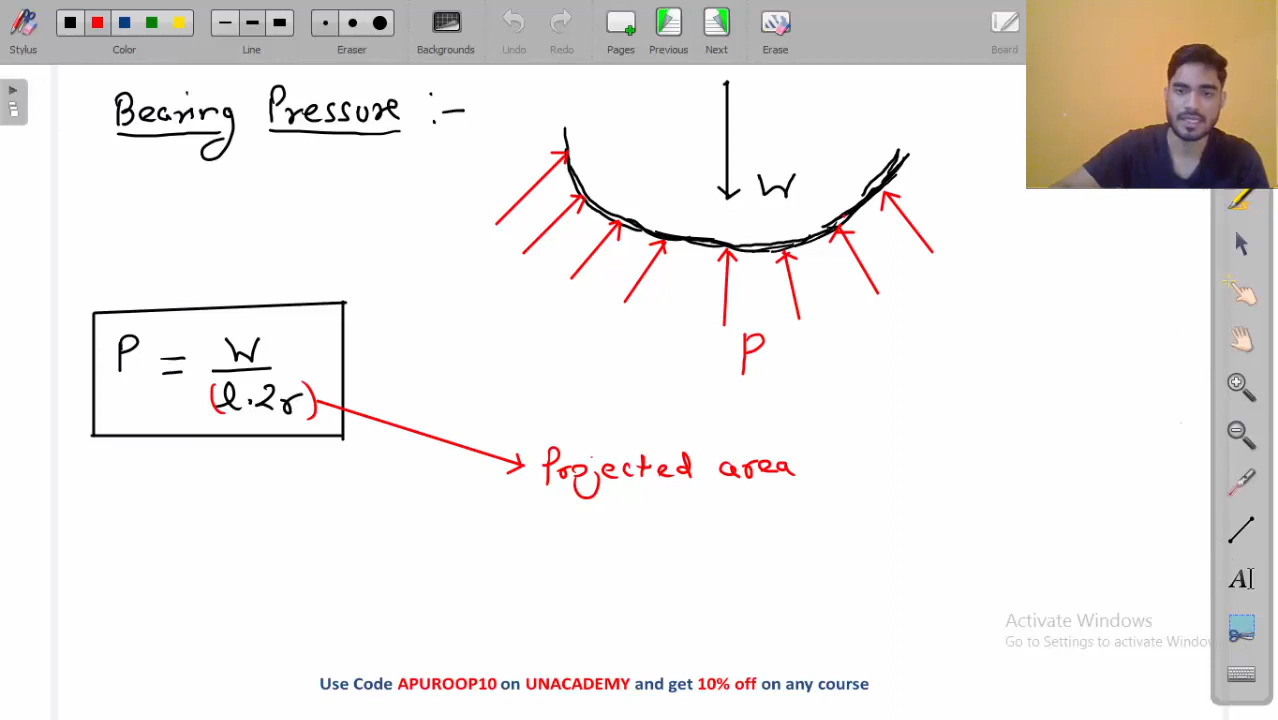 Stylus Color Line Eraser Backgrounds Undo Redo Pages Previous Next Erase Board
Bearing Pressure :-
W
P = W / (l.2r)
P
Projected area
A
Activate Windows
Go to Settings to activate Windo
Use Code APUROOP10 on UNACADEMY and get 10% off on any course